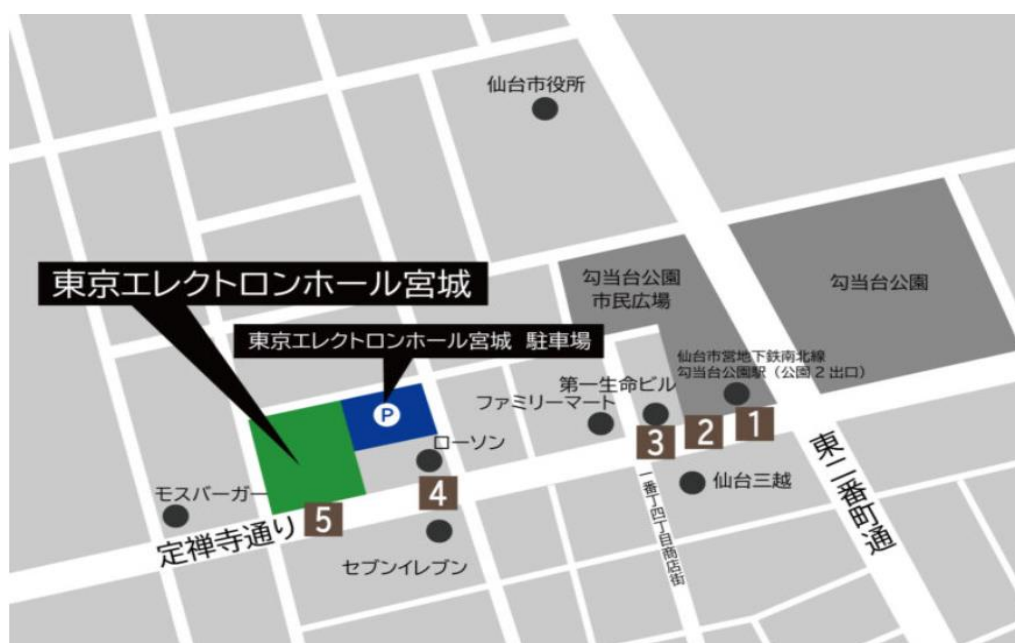 仙台市役所
東京エレクトロンホール宮城
勾当台公園
市民広場
勾当台公園
東京エレクトロンホール宮城 駐車場
仙台市営地下鉄南北線
勾当台公園駅(公園2出口)
第一生命ビル
ファミリーマート
P
1
2
3
ローソン
東二番町通
仙台三越
一番丁四丁目商店街
4
モスバーガー
5
定禅寺通り
セブンイレブン